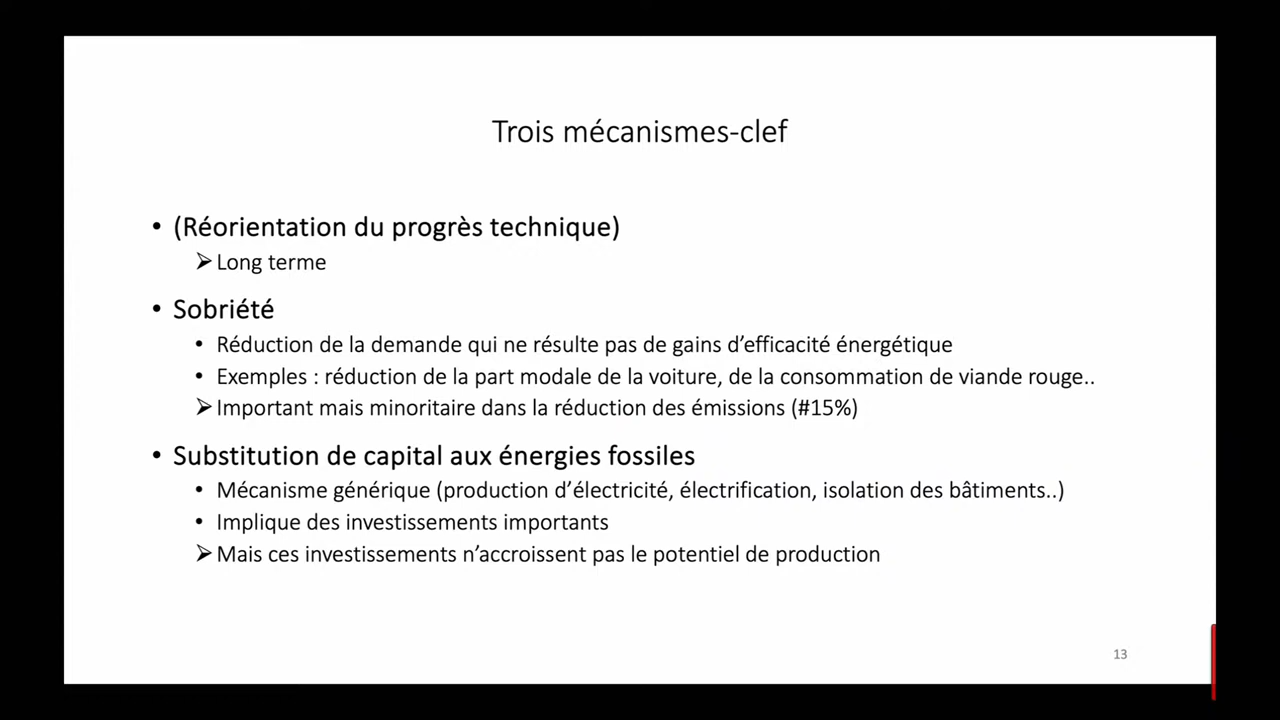 Trois mécanismes-clef
• (Réorientation du progrès technique)
➢ Long terme
• Sobriété
• Réduction de la demande qui ne résulte pas de gains d’efficacité énergétique
• Exemples : réduction de la part modale de la voiture, de la consommation de viande rouge..
➢ Important mais minoritaire dans la réduction des émissions (#15%)
• Substitution de capital aux énergies fossiles
• Mécanisme générique (production d’électricité, électrification, isolation des bâtiments..)
• Implique des investissements importants
➢ Mais ces investissements n’accroissent pas le potentiel de production
13